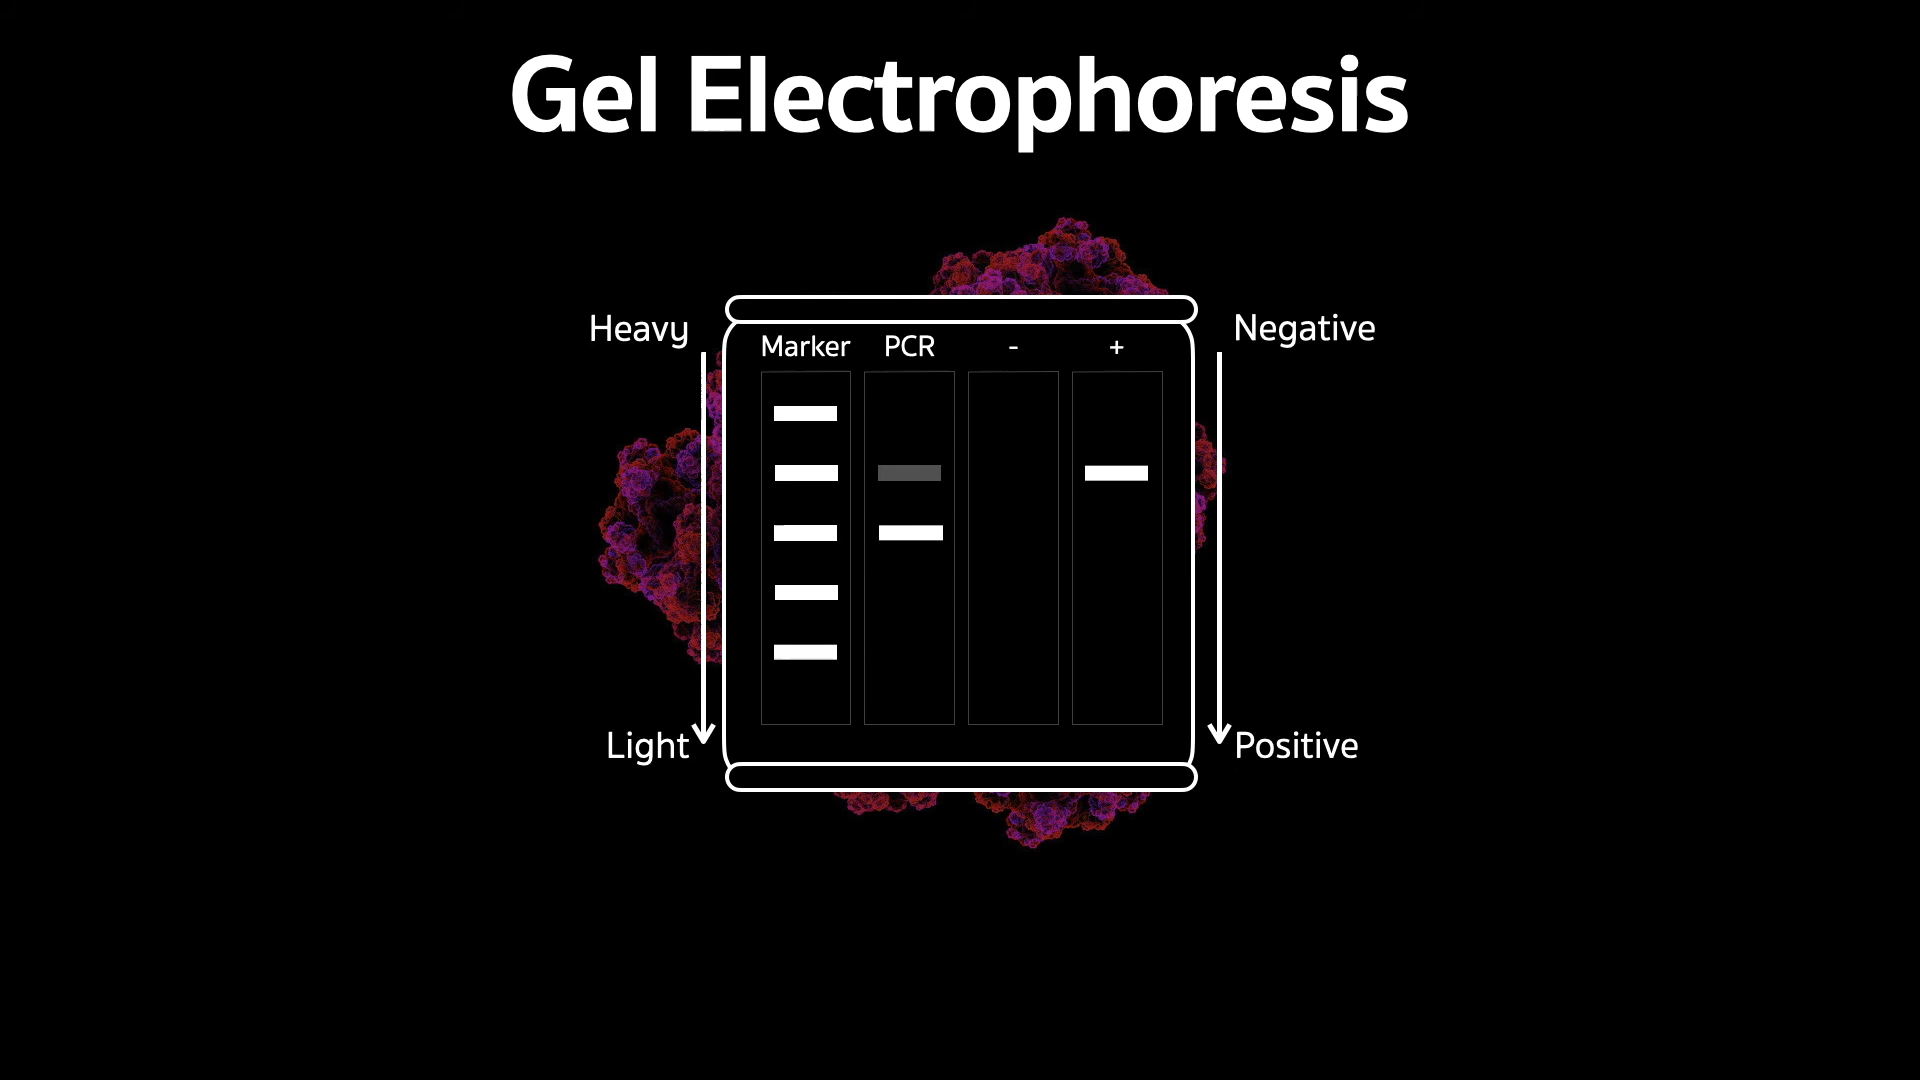 Gel Electrophoresis
Heavy
Negative
Marker PCR - +
Light
Positive